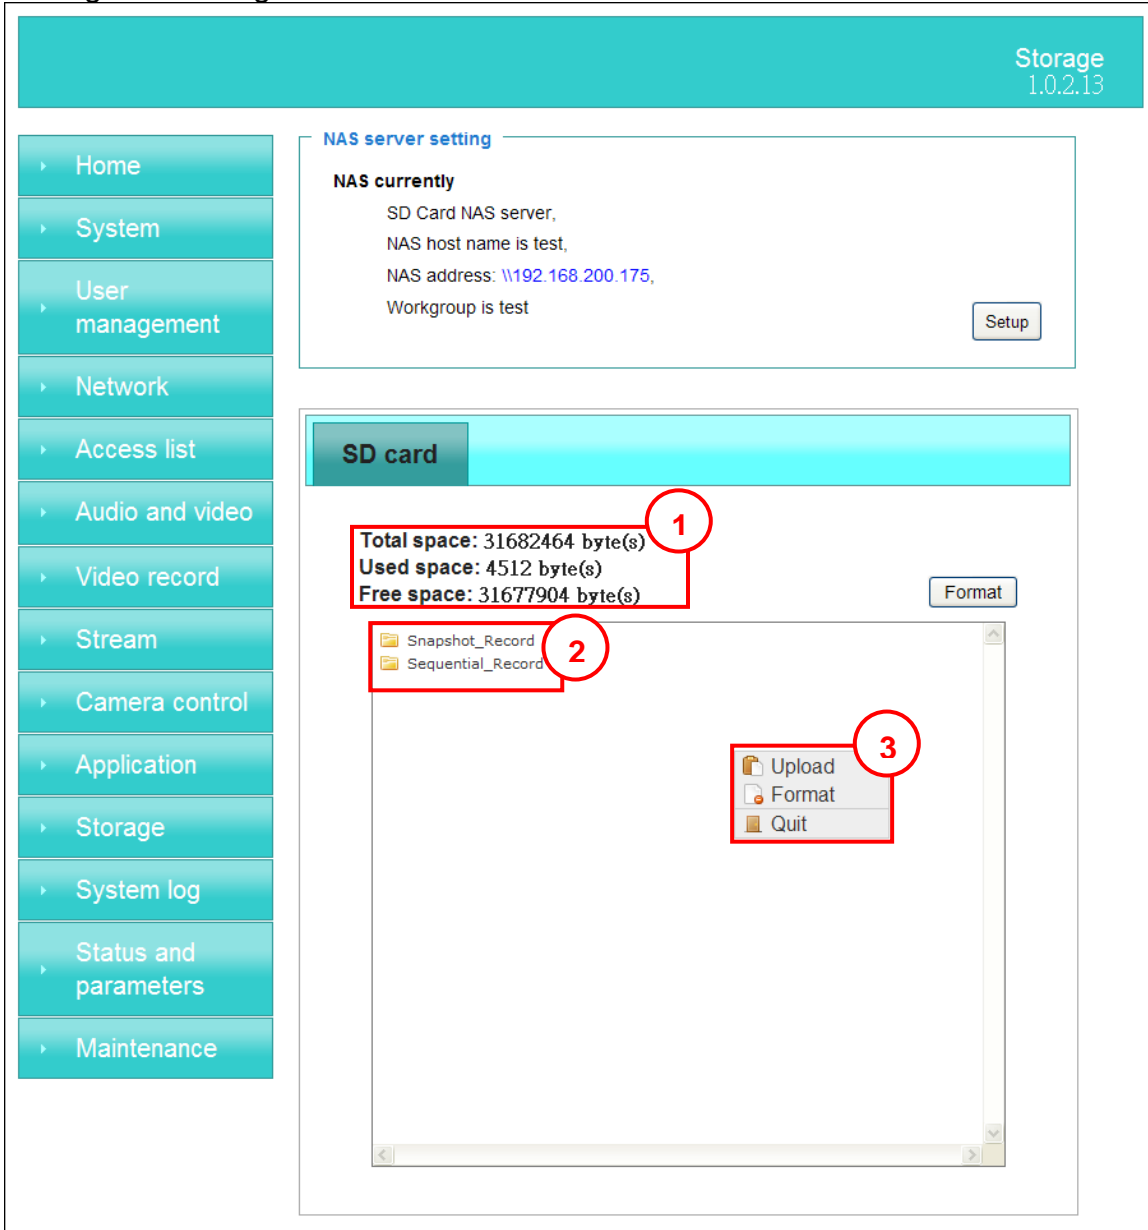 Storage
1.0.2.13
Home
System
User
management
Network
Access list
Audio and video
Video record
Stream
Camera control
Application
Storage
System log
Status and
parameters
Maintenance
NAS server setting
NAS currently
SD Card NAS server,
NAS host name is test,
NAS address: \\192.168.200.175,
Workgroup is test
Setup
SD card
1
Total space: 31682464 byte(s)
Used space: 4512 byte(s)
Free space: 31677904 byte(s)
Format
Snapshot_Record
Sequential_Record
2
3
Upload
Format
Quit